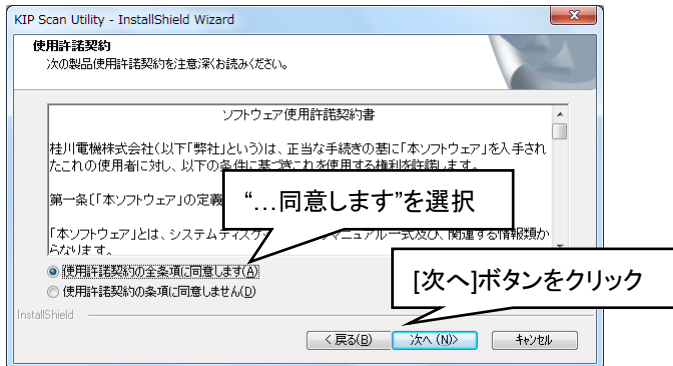 KIP Scan Utility - InstallShield Wizard
使用許諾契約
次の製品使用許諾契約を注意深くお読みください。
ソフトウェア使用許諾契約書
桂川電機株式会社(以下「弊社」という)は、正当な手続きの基に「本ソフトウェア」を入手され
たこれの使用者に対し、以下の条件に基づきこれを使用する権利を許諾します。
第一条(「本ソフトウェア」の定義
“…同意します”を選択
「本ソフトウェア」とは、システムディスク マニュアル一式及び、関連する情報類か
らなります。
使用許諾契約の全条項に同意します(A)
[次へ]ボタンをクリック
使用許諾契約の条項に同意しません(D)
InstallShield
< 戻る(B)
次へ (N)>
キャンセル